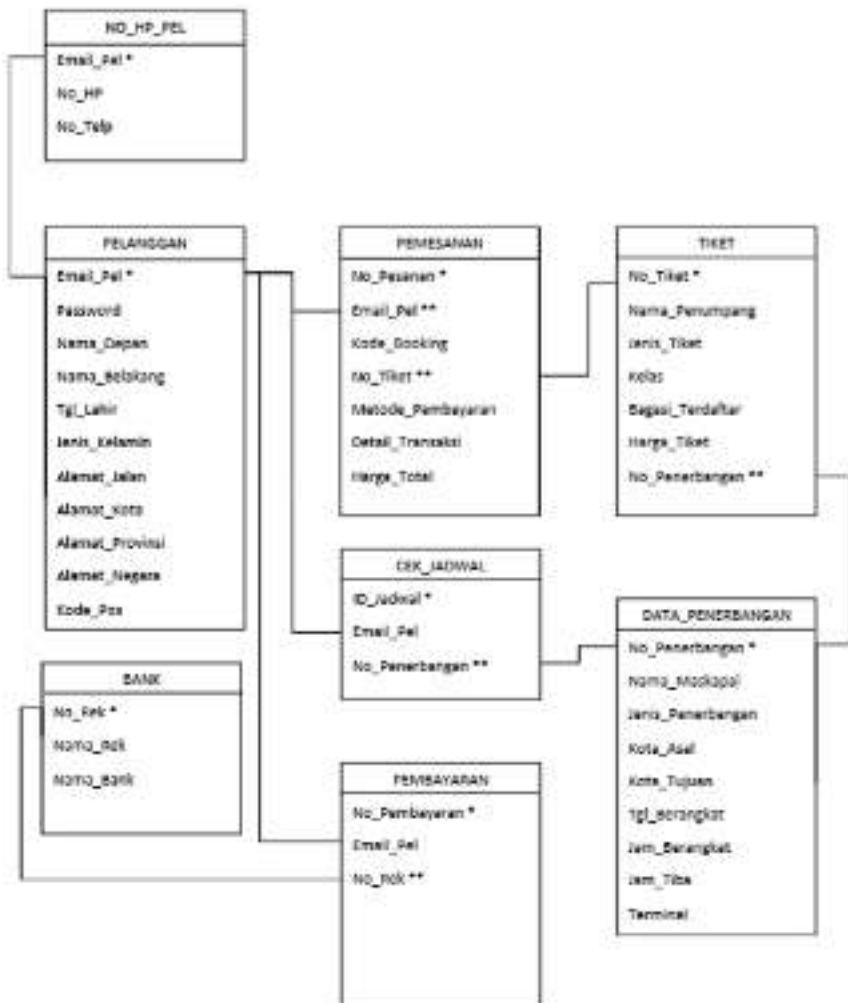 NO_HP_PEL
Email_Pel *
No_HP
No_Telp
PELANGGAN
Email_Pel *
Password
Nama_Depan
Nama_Belakang
Tgl_Lahir
Jenis_Kelamin
Alamat_Jalan
Alamat_Kota
Alamat_Provinsi
Alamat_Negara
Kode_Pos
PEMESANAN
No_Pesanan *
Email_Pel **
Kode_Booking
No_Tiket **
Metode_Pembayaran
Detail_Transaksi
Harga_Total
TIKET
No_Tiket *
Nama_Penumpang
Jenis_Tiket
Kelas
Bagasi_Terdaftar
Harga_Tiket
No_Penerbangan **
CEK_JADWAL
ID_Jadwal *
Email_Pel
No_Penerbangan **
DATA_PENERBANGAN
No_Penerbangan *
Nama_Maskapai
Jenis_Penerbangan
Kota_Asal
Kota_Tujuan
Tgl_Berangkat
Jam_Berangkat
Jam_Tiba
Terminal
BANK
No_Rek *
Nama_Rek
Nama_Bank
PEMBAYARAN
No_Pembayaran *
Email_Pel
No_Rek **